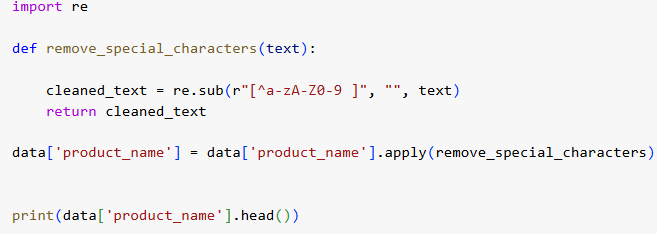 import re
def remove_special_characters(text):
cleaned_text = re.sub(r"[^a-zA-Z0-9 ]", "", text)
return cleaned_text
data['product_name'] = data['product_name'].apply(remove_special_characters)
print(data['product_name'].head())